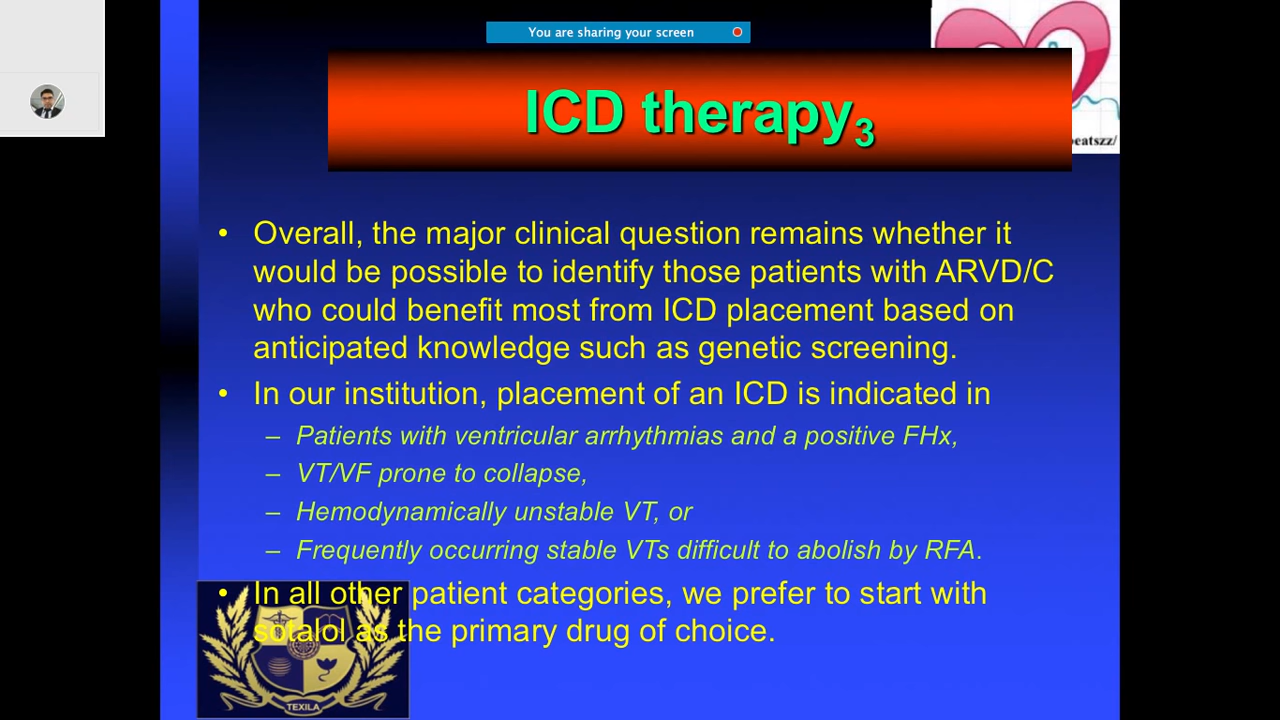 You are sharing your screen
ICD therapy3
eatszz/
• Overall, the major clinical question remains whether it
would be possible to identify those patients with ARVD/C
who could benefit most from ICD placement based on
anticipated knowledge such as genetic screening.
• In our institution, placement of an ICD is indicated in
– Patients with ventricular arrhythmias and a positive FHx,
– VT/VF prone to collapse,
– Hemodynamically unstable VT, or
– Frequently occurring stable VTs difficult to abolish by RFA.
• In all other patient categories, we prefer to start with
sotalol as the primary drug of choice.
TEXILA